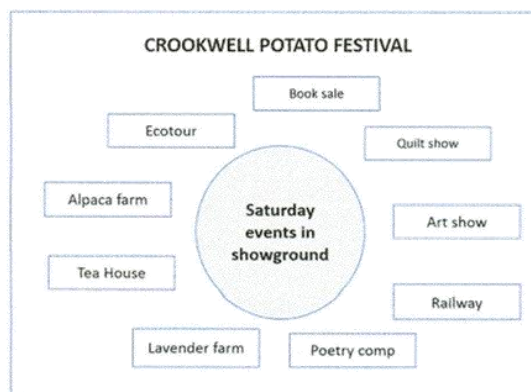 CROOKWELL POTATO FESTIVAL
Book sale
Ecotour
Quilt show
Alpaca farm
Saturday
events in
showground
Art show
Tea House
Railway
Lavender farm
Poetry comp